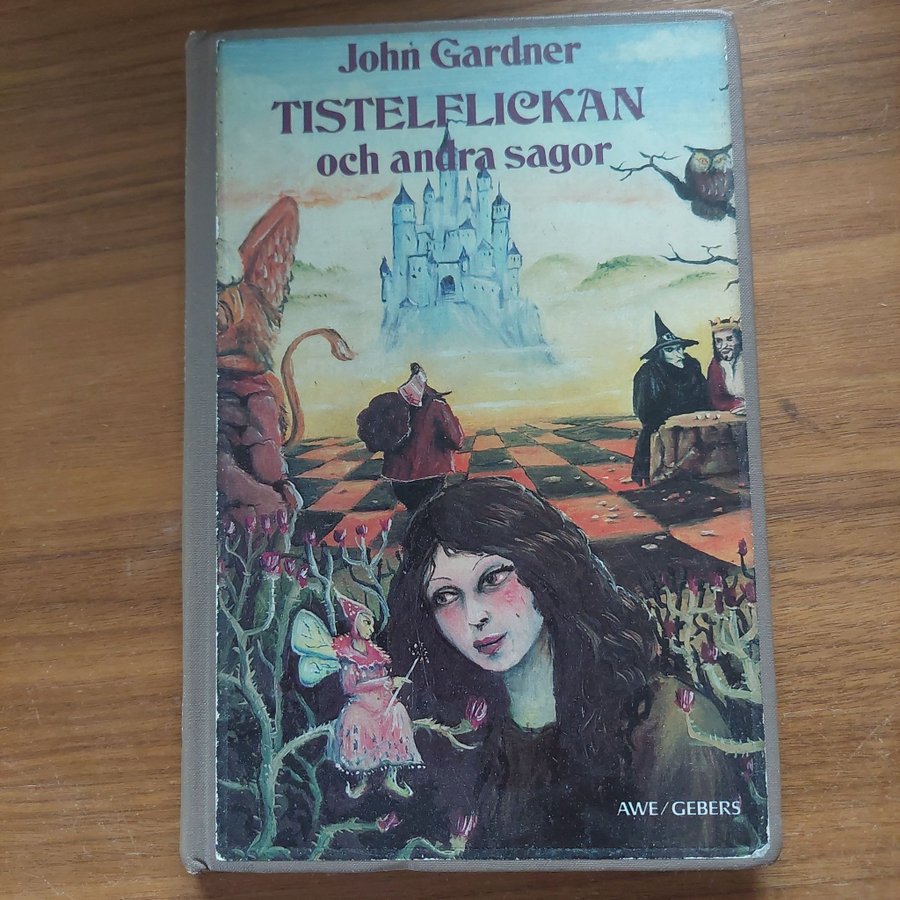 John Gardner
TISTELFLICKAN
och andra sagor
AWE/GEBERS